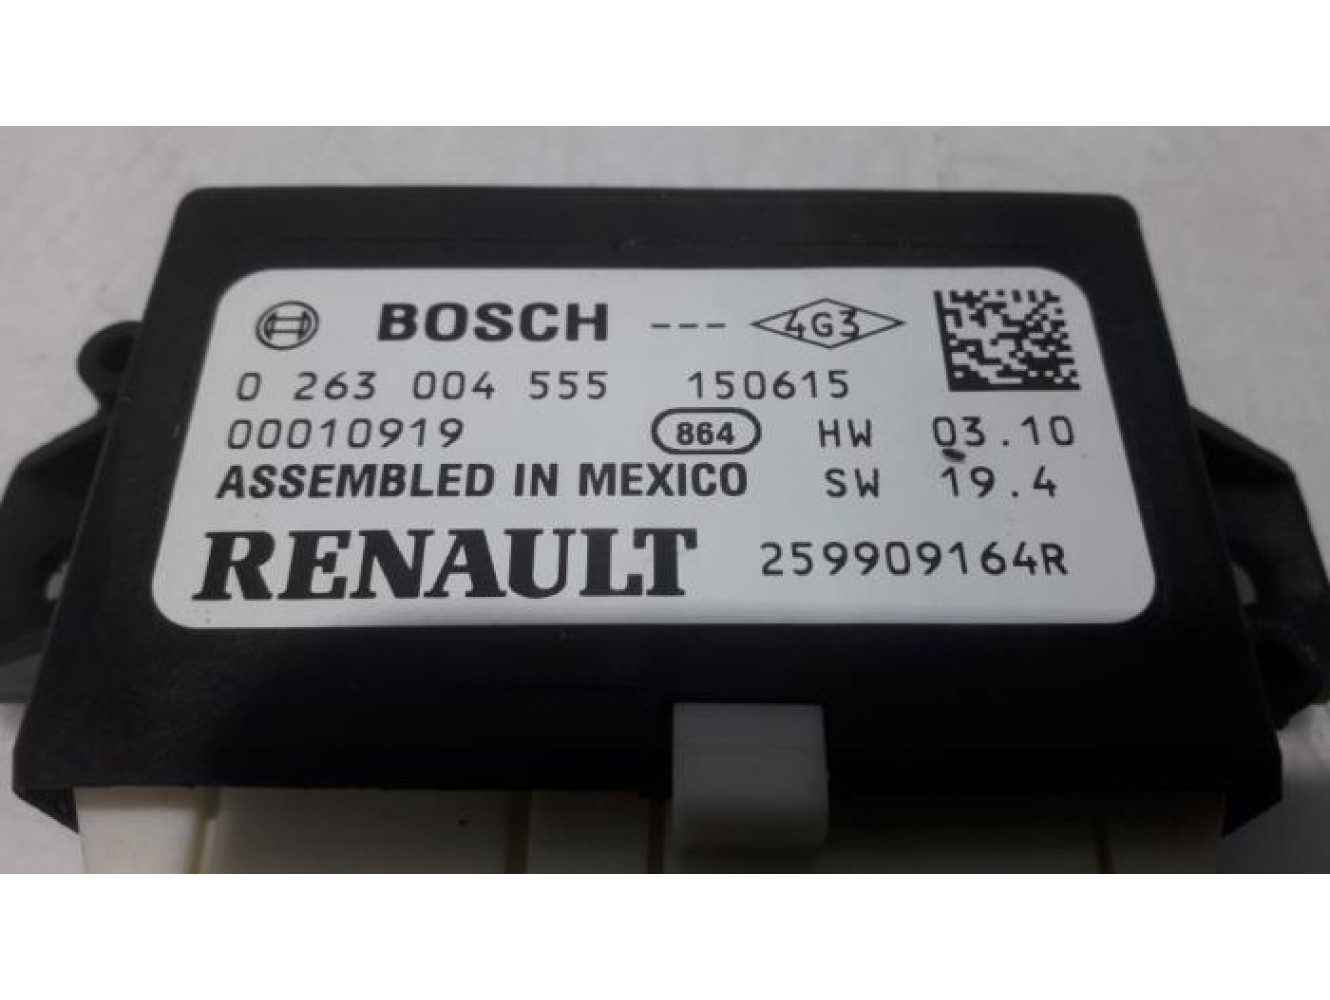 BOSCH --- 4G3
0 263 004 555 150615
00010919 864 HW 03.10
ASSEMBLED IN MEXICO SW 19.4
RENAULT 259909164R